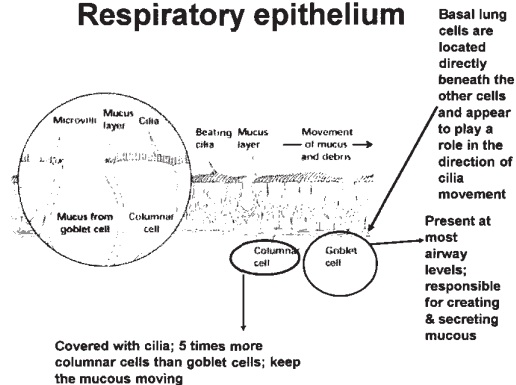 Respiratory epithelium
Basal lung
cells are
located
directly
beneath the
other cells
and appear
to play a
role in the
direction of
cilia
movement
Microvilli
Mucus
layer
Cilia
Mucus from
goblet cell
Columnar
cell
Beating
cilia
Mucus
layer
Movement
of mucus
and debris
Columnar
cell
Goblet
cell
Present at
most
airway
levels;
responsible
for creating
& secreting
mucous
Covered with cilia; 5 times more
columnar cells than goblet cells; keep
the mucous moving